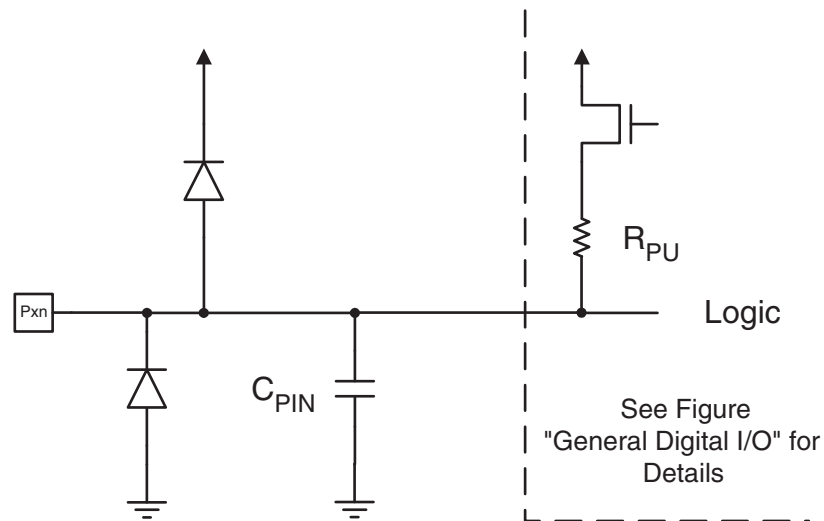 R_PU
Pxn
Logic
C_PIN
See Figure
"General Digital I/O" for
Details